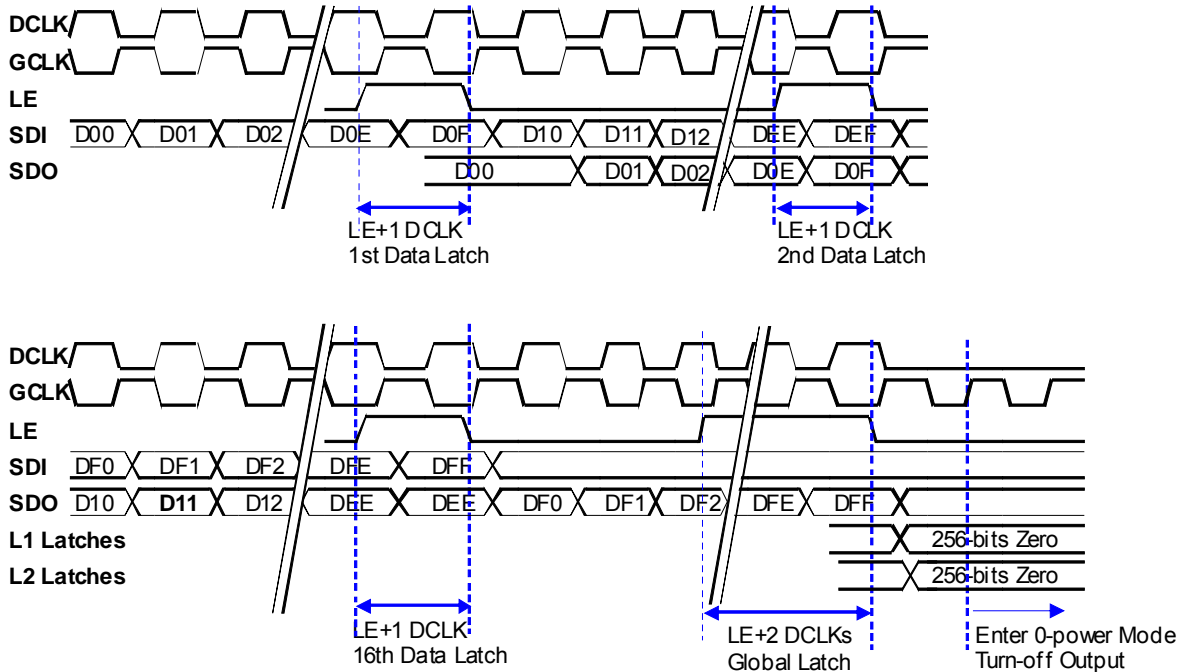 DCLK
GCLK
LE
SDI D00 D01 D02 D0E D0F D10 D11 D12 DEE DEF
SDO D00 D01 D02 D0E D0F
LE+1 DCLK
1st Data Latch
LE+1 DCLK
2nd Data Latch
DCLK
GCLK
LE
SDI DF0 DF1 DF2 DFE DFF
SDO D10 D11 D12 DEE DEE DF0 DF1 DF2 DFE DFF
L1 Latches 256-bits Zero
L2 Latches 256-bits Zero
LE+1 DCLK
16th Data Latch
LE+2 DCLKs
Global Latch
Enter 0-power Mode
Turn-off Output